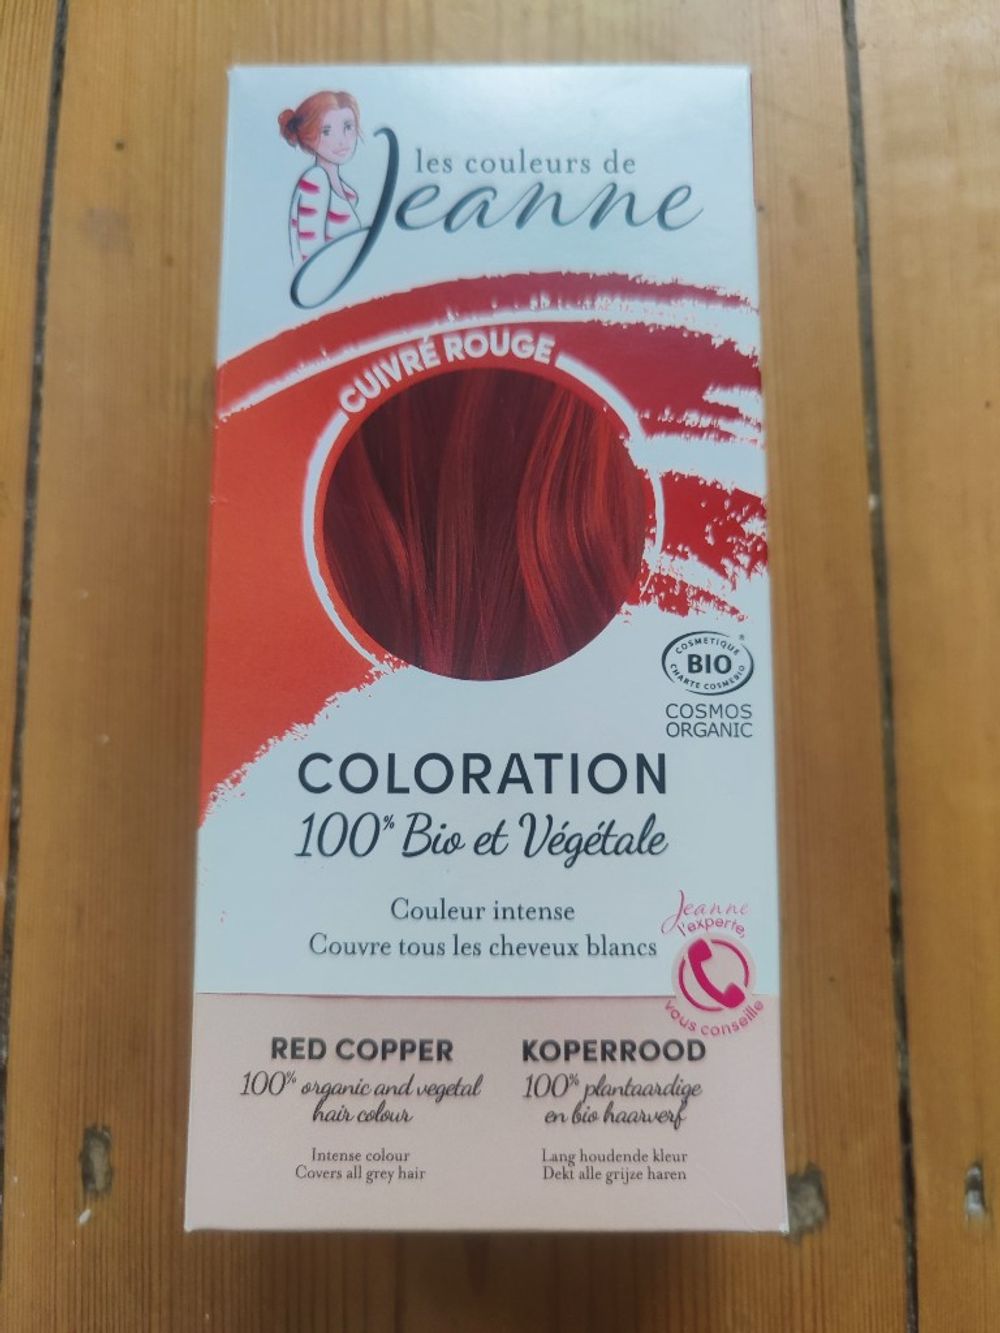 les couleurs de
Jeanne
CUIVRÉ ROUGE
COSMETIQUE
BIO
CHARTE COSMEBIO
COSMOS
ORGANIC
COLORATION
100% Bio et Végétale
Couleur intense
Couvre tous les cheveux blancs
Jeanne
l'experte,
vous conseille
RED COPPER
100% organic and vegetal
hair colour
Intense colour
Covers all grey hair
KOPERROOD
100% plantaardige
en bio haarverf
Lang houdende kleur
Dekt alle grijze haren